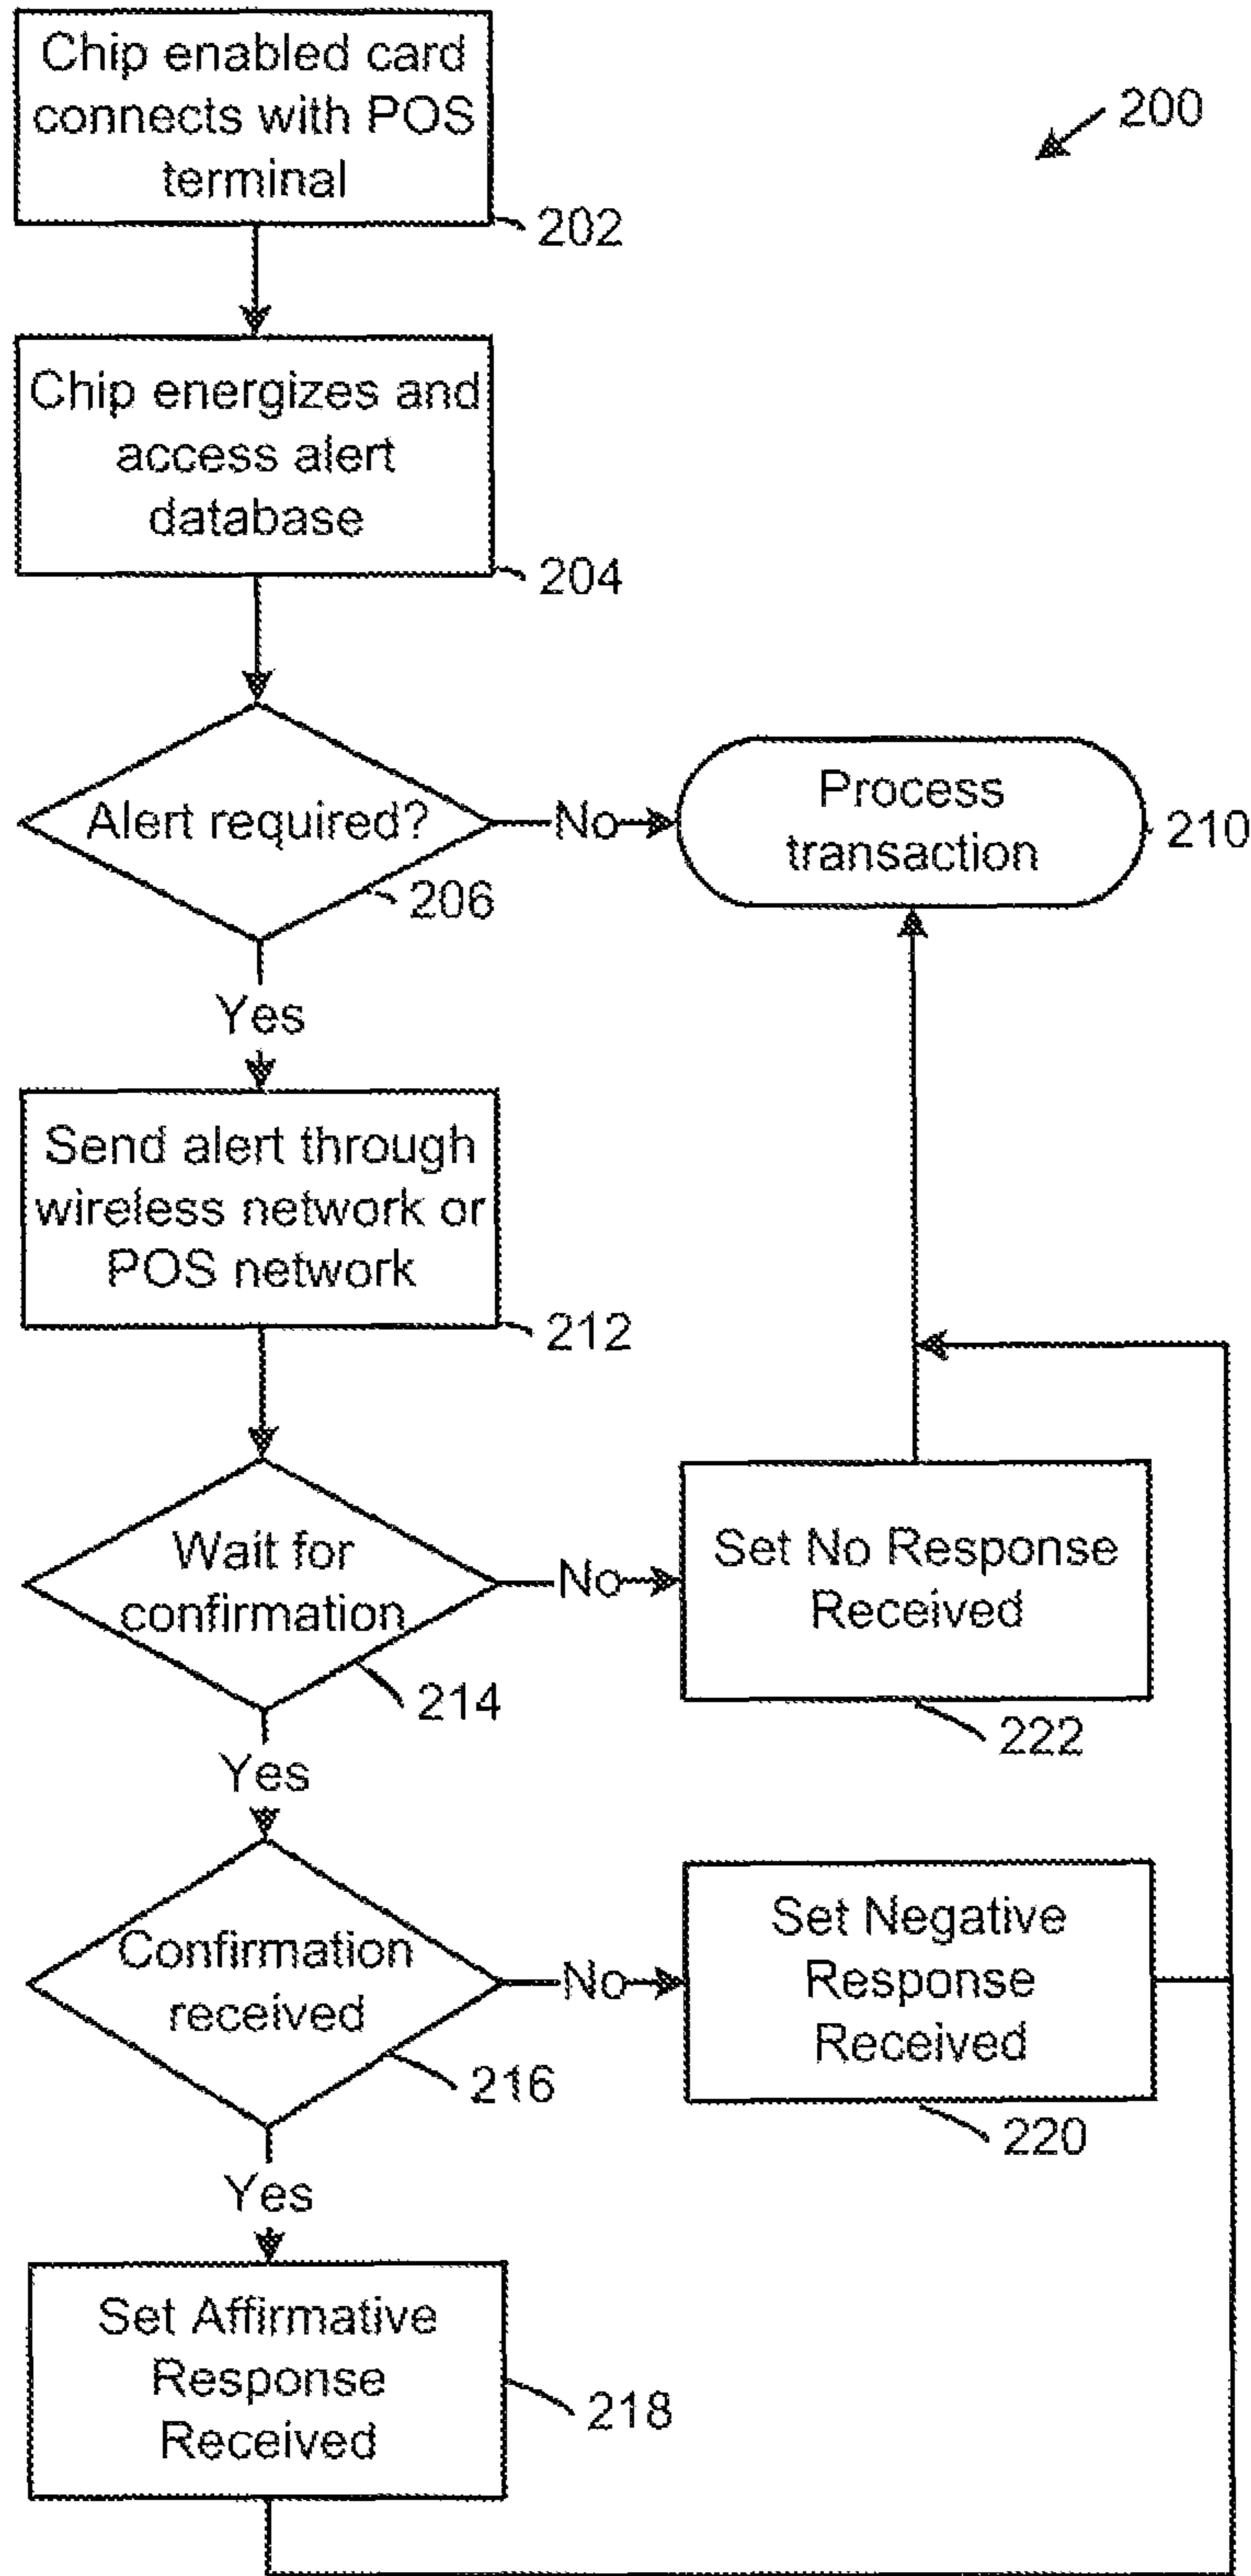 Chip enabled card
connects with POS
terminal
200
202
Chip energizes and
access alert
database
204
Alert required?
No
Process
transaction
210
206
Yes
Send alert through
wireless network or
POS network
212
Wait for
confirmation
No
Set No Response
Received
214
222
Yes
Confirmation
received
No
Set Negative
Response
Received
216
220
Yes
Set Affirmative
Response
Received
218